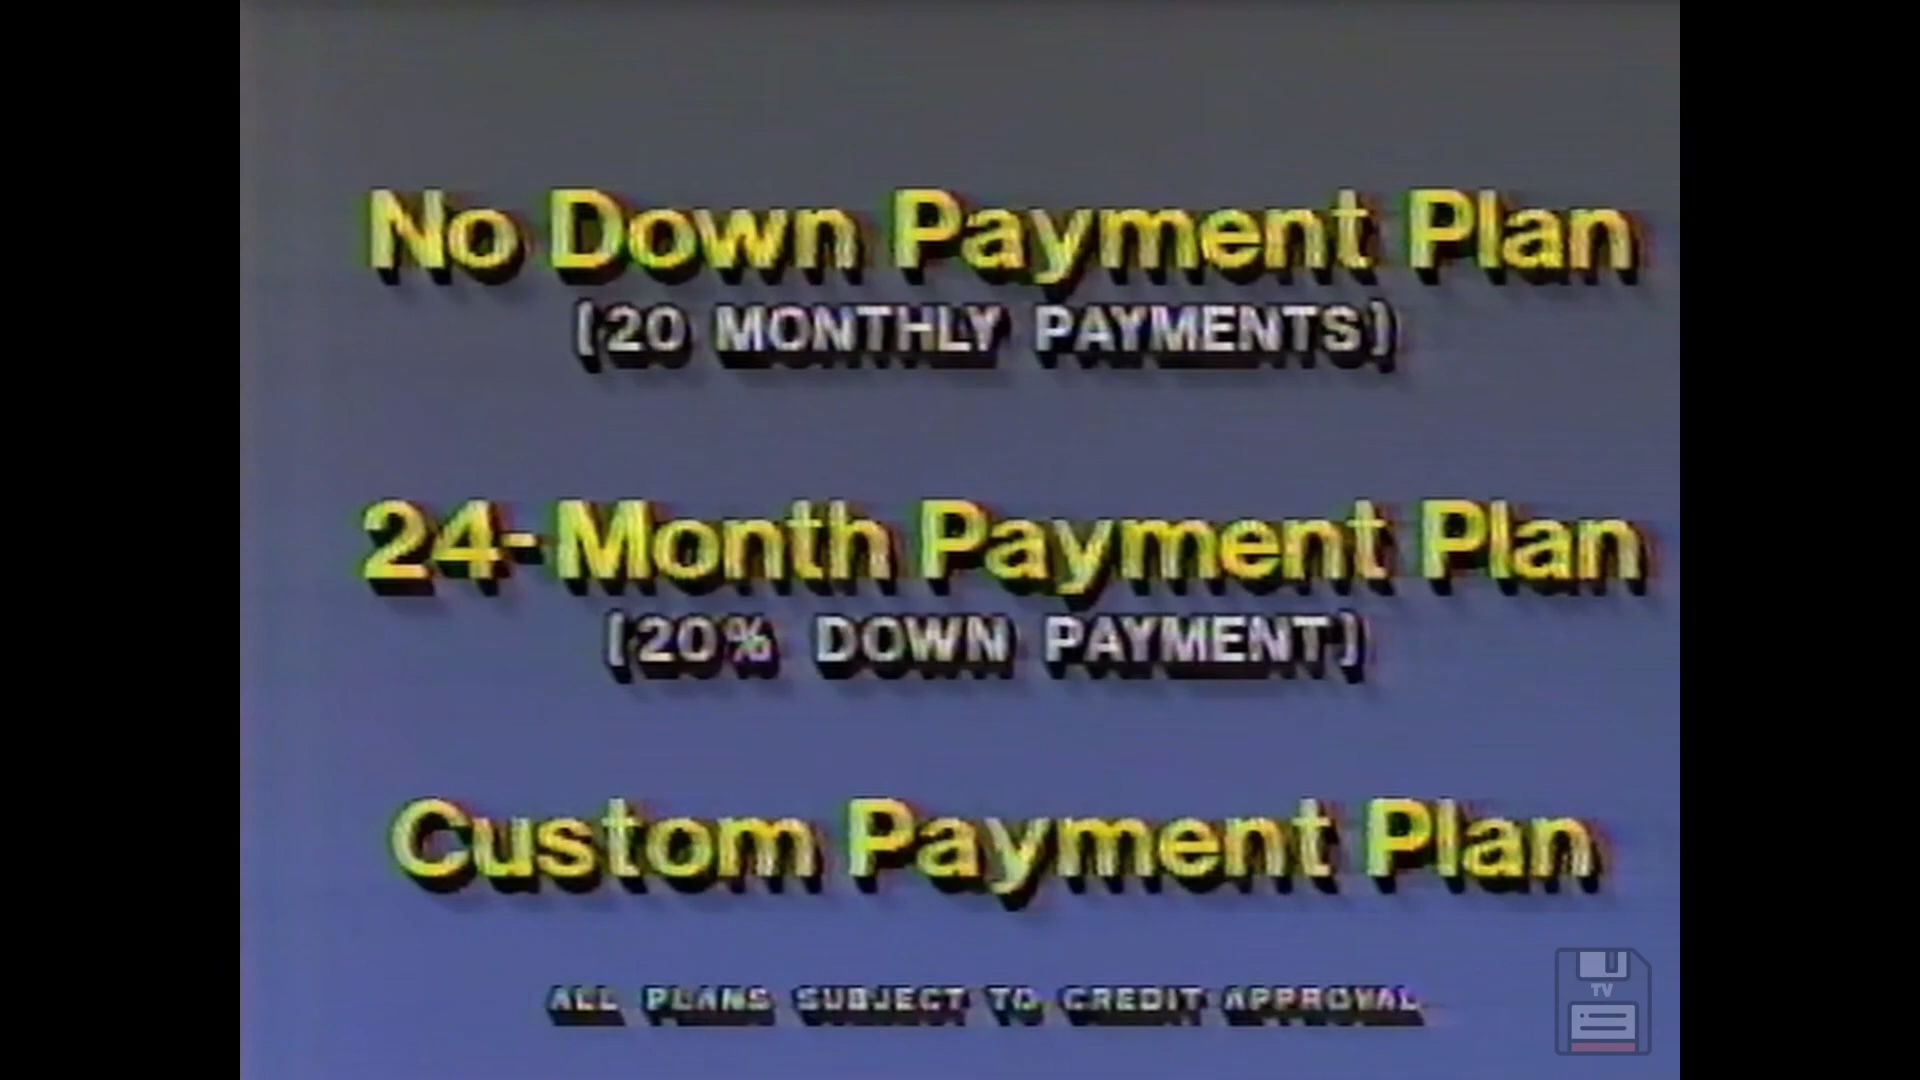 No Down Payment Plan
(20 MONTHLY PAYMENTS)
24-Month Payment Plan
(20% DOWN PAYMENT)
Custom Payment Plan
ALL PLANS SUBJECT TO CREDIT APPROVAL
TV